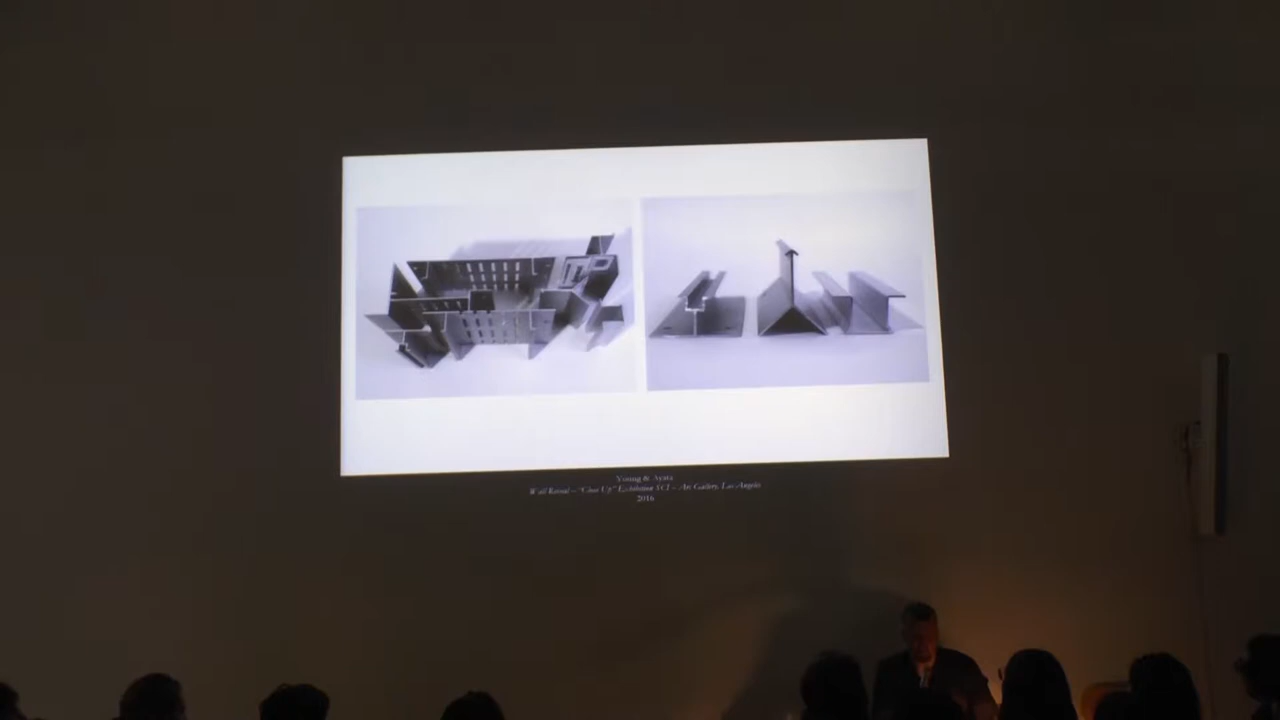 Young & Ayata
Wall Reveal – "Close Up" Exhibition SCI – Arc Gallery, Los Angeles
2016